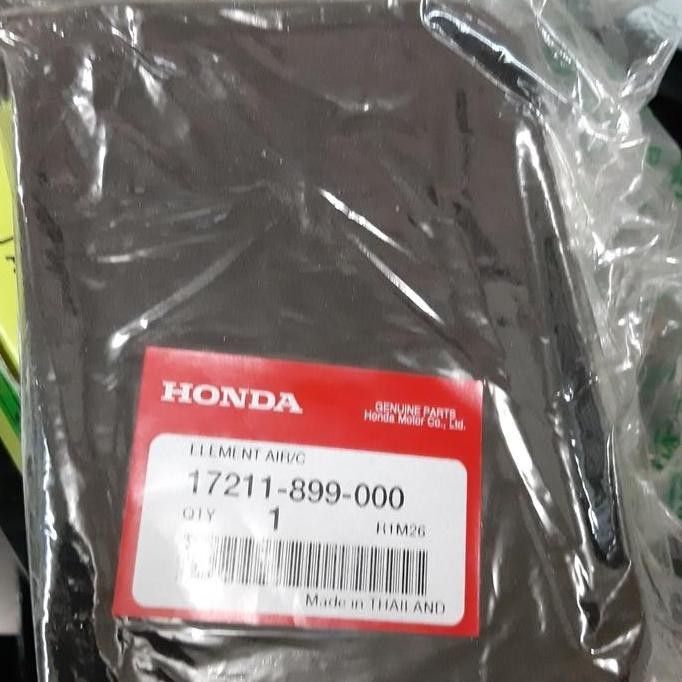 HONDA
GENUINE PARTS
Honda Motor Co., Ltd.
ELEMENT AIR/C
17211-899-000
QTY 1 R1M26
Made in THAILAND